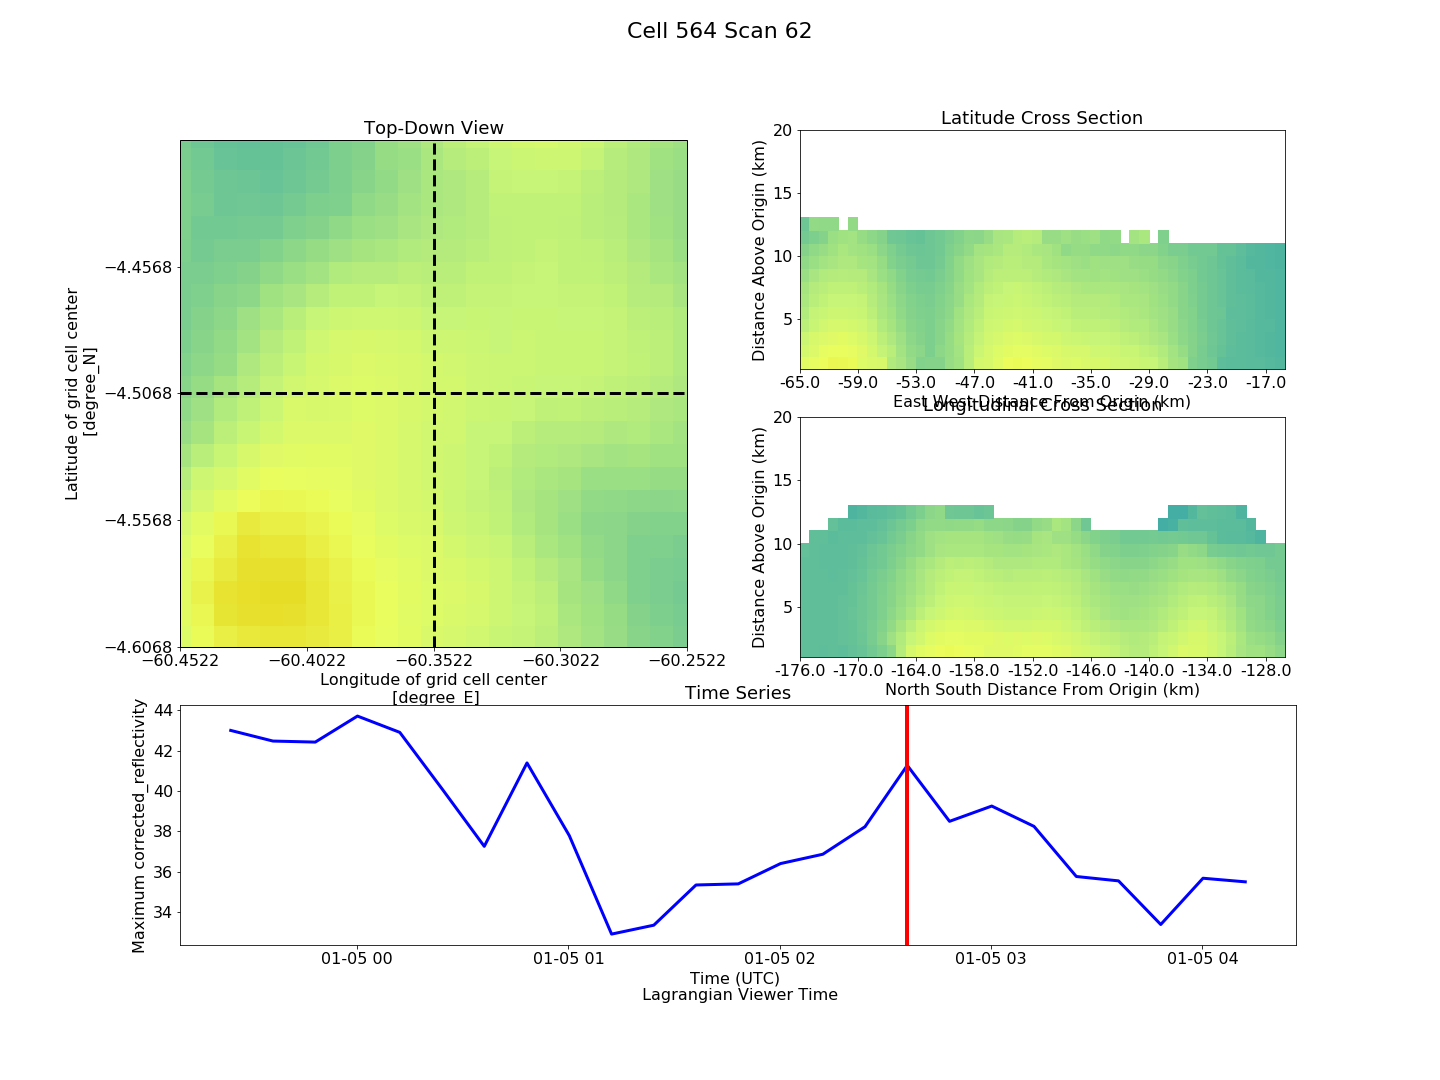 Cell 564 Scan 62
Top-Down View
Latitude of grid cell center
[degree_N]
−4.4568
−4.5068
−4.5568
−4.6068
−60.4522 −60.4022 −60.3522 −60.3022 −60.2522
Longitude of grid cell center
[degree_E]
Latitude Cross Section
Distance Above Origin (km)
20
15
10
5
-65.0 -59.0 -53.0 -47.0 -41.0 -35.0 -29.0 -23.0 -17.0
East West Distance From Origin (km)
Longitudinal Cross Section
Distance Above Origin (km)
20
15
10
5
-176.0 -170.0 -164.0 -158.0 -152.0 -146.0 -140.0 -134.0 -128.0
North South Distance From Origin (km)
Time Series
Maximum corrected_reflectivity
44
42
40
38
36
34
01-05 00 01-05 01 01-05 02 01-05 03 01-05 04
Time (UTC)
Lagrangian Viewer Time